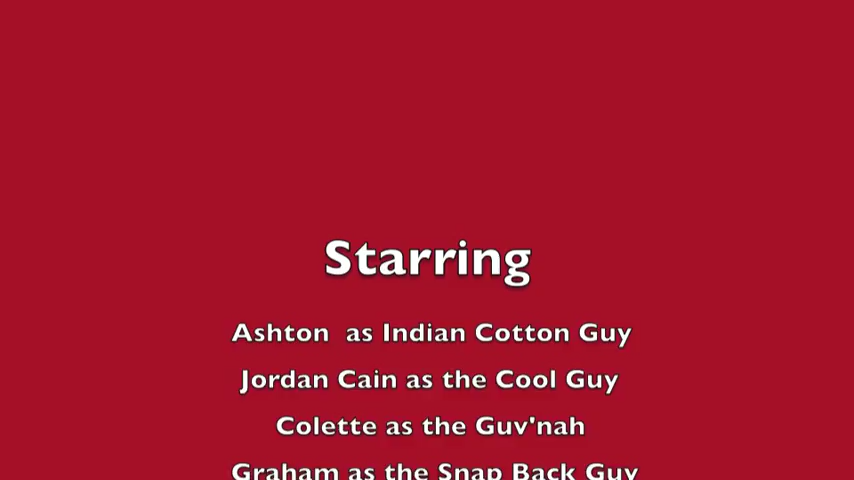 Starring
Ashton  as Indian Cotton Guy
Jordan Cain as the Cool Guy
Colette as the Guv'nah
Graham as the Snap Back Guy